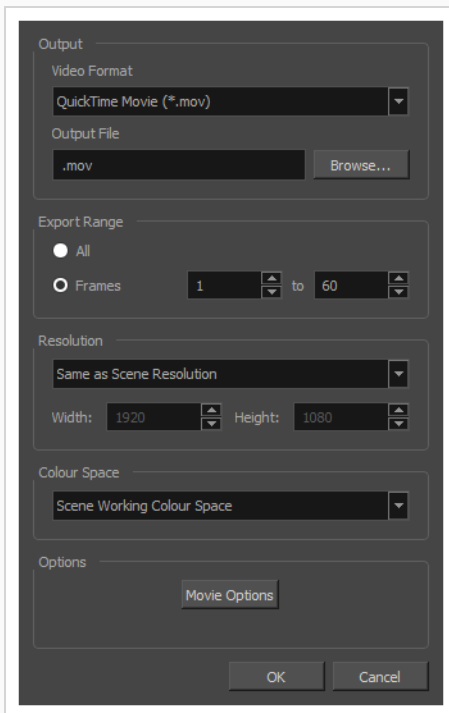 Output
Video Format
QuickTime Movie (*.mov)
Output File
.mov Browse...
Export Range
All
Frames 1 to 60
Resolution
Same as Scene Resolution
Width: 1920 Height: 1080
Colour Space
Scene Working Colour Space
Options
Movie Options
OK Cancel